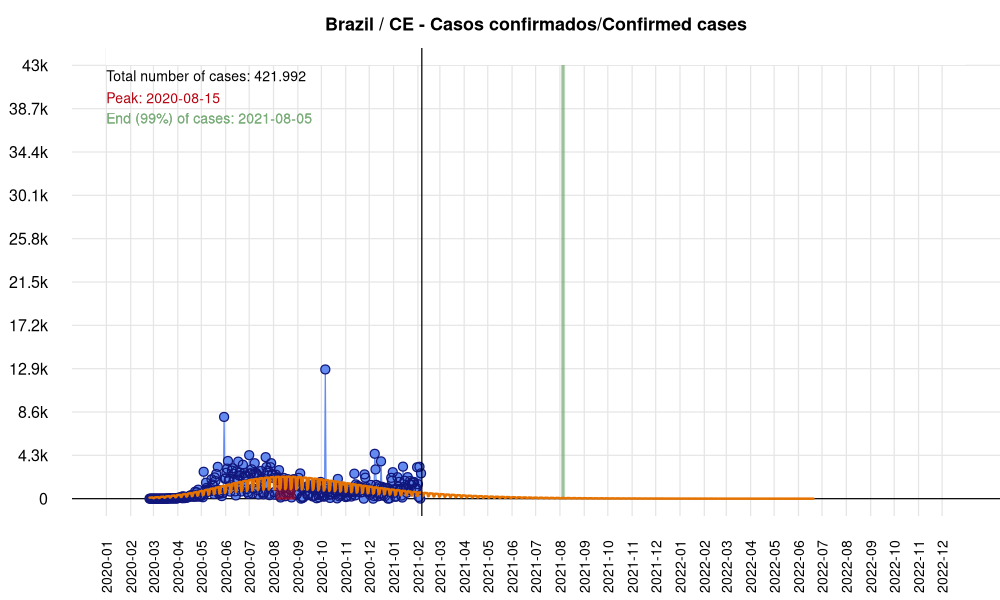 Brazil / CE - Casos confirmados/Confirmed cases
Total number of cases: 421.992
Peak: 2020-08-15
End (99%) of cases: 2021-08-05
43k
38.7k
34.4k
30.1k
25.8k
21.5k
17.2k
12.9k
8.6k
4.3k
0
2020-01
2020-02
2020-03
2020-04
2020-05
2020-06
2020-07
2020-08
2020-09
2020-10
2020-11
2020-12
2021-01
2021-02
2021-03
2021-04
2021-05
2021-06
2021-07
2021-08
2021-09
2021-10
2021-11
2021-12
2022-01
2022-02
2022-03
2022-04
2022-05
2022-06
2022-07
2022-08
2022-09
2022-10
2022-11
2022-12